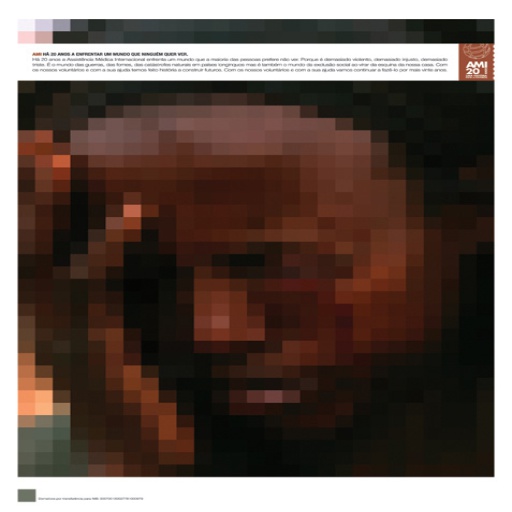 AMI HÁ 20 ANOS A ENFRENTAR UM MUNDO QUE NINGUÉM QUER VER.
Há 20 anos a Assistência Médica Internacional enfrenta um mundo que a maioria das pessoas prefere não ver. Porque é demasiado violento, demasiado injusto, demasiado
triste. É o mundo das guerras, das fomes, das catástrofes naturais em países longínquos mas é também o mundo da exclusão social ao virar da esquina da nossa casa. Com
os nossos voluntários e com a sua ajuda temos feito história e construir futuros. Com os nossos voluntários e com a sua ajuda vamos continuar a fazê-lo por mais vinte anos.
AMI
20